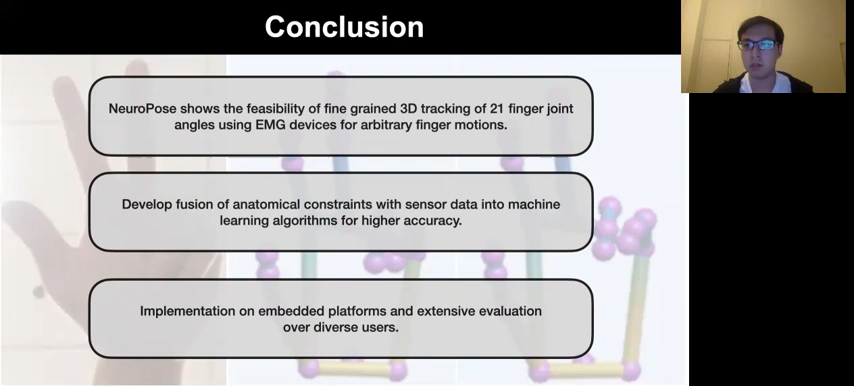 Conclusion
NeuroPose shows the feasibility of fine grained 3D tracking of 21 finger joint
angles using EMG devices for arbitrary finger motions.
Develop fusion of anatomical constraints with sensor data into machine
learning algorithms for higher accuracy.
Implementation on embedded platforms and extensive evaluation
over diverse users.